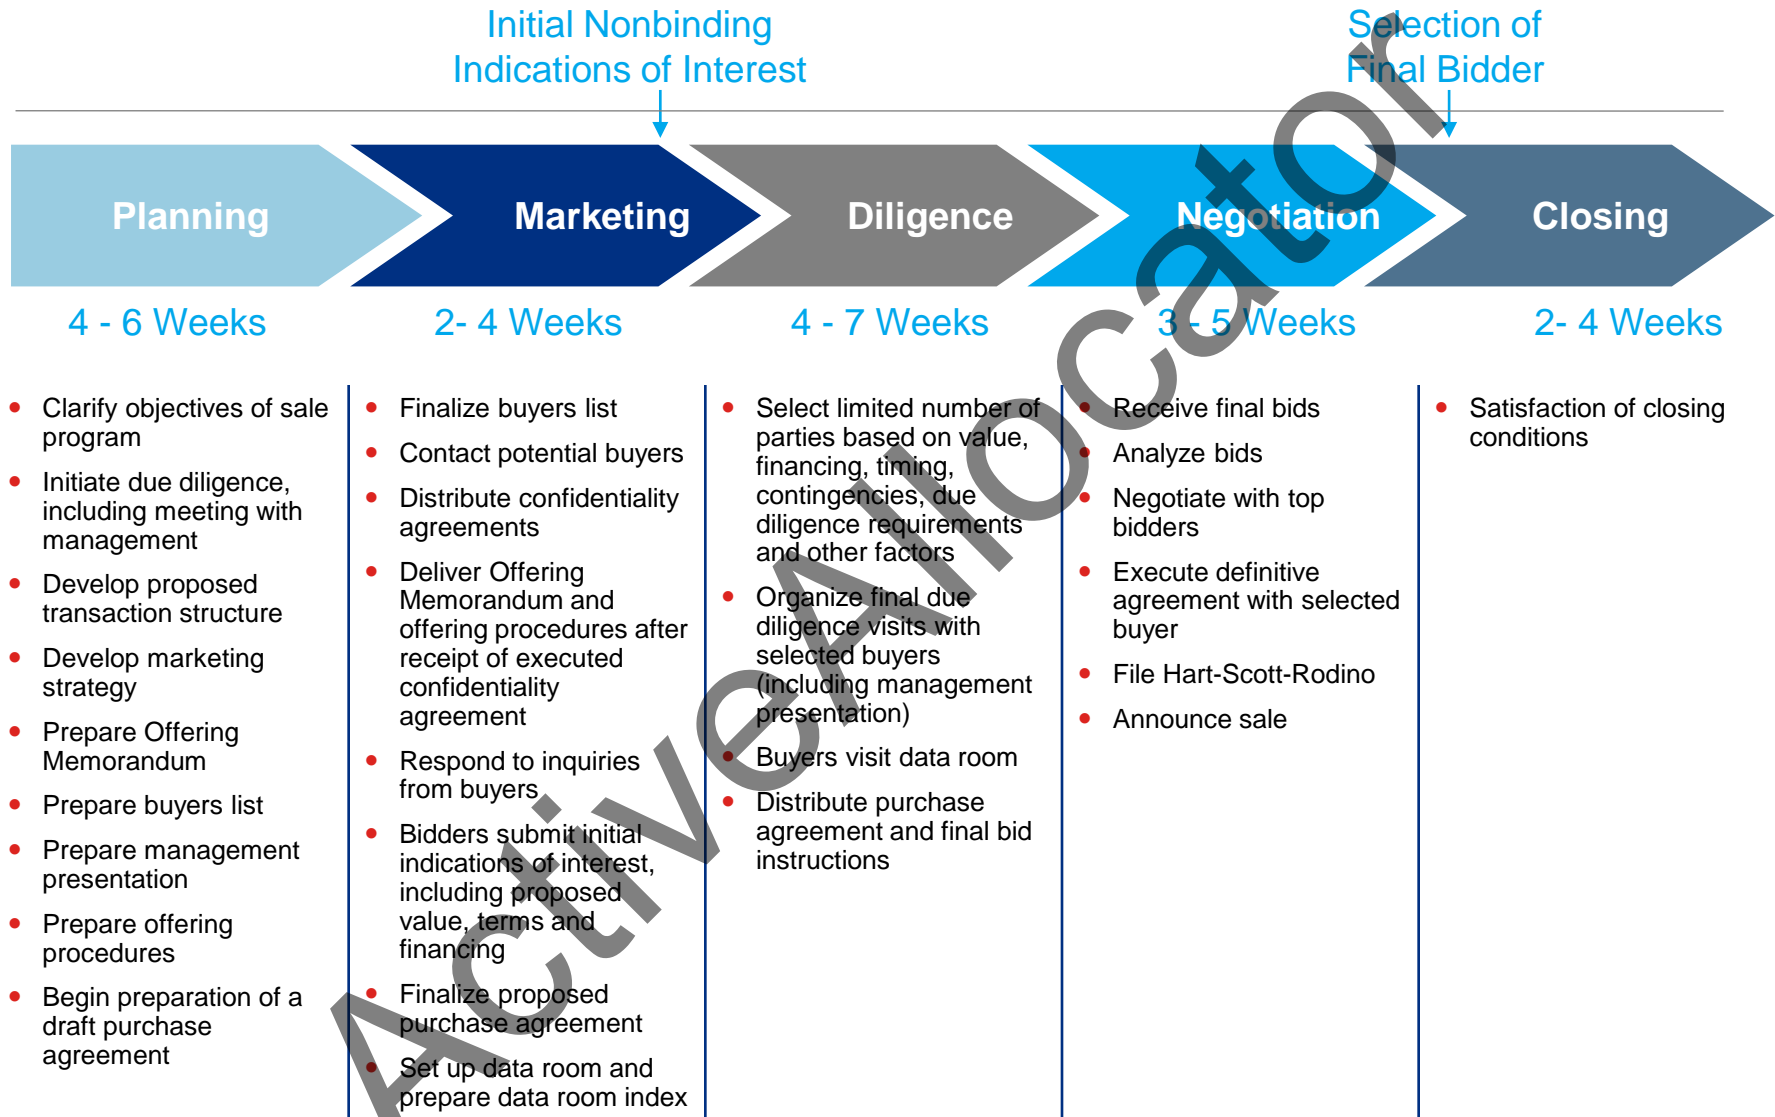 Initial Nonbinding
Indications of Interest
Selection of
Final Bidder
Planning
Marketing
Diligence
Negotiation
Closing
4 - 6 Weeks
2- 4 Weeks
4 - 7 Weeks
3 - 5 Weeks
2- 4 Weeks
• Clarify objectives of sale
program
• Initiate due diligence,
including meeting with
management
• Develop proposed
transaction structure
• Develop marketing
strategy
• Prepare Offering
Memorandum
• Prepare buyers list
• Prepare management
presentation
• Prepare offering
procedures
• Begin preparation of a
draft purchase
agreement
• Finalize buyers list
• Contact potential buyers
• Distribute confidentiality
agreements
• Deliver Offering
Memorandum and
offering procedures after
receipt of executed
confidentiality
agreement
• Respond to inquiries
from buyers
• Bidders submit initial
indications of interest,
including proposed
value, terms and
financing
• Finalize proposed
purchase agreement
• Set up data room and
prepare data room index
• Select limited number of
parties based on value,
financing, timing,
contingencies, due
diligence requirements
and other factors
• Organize final due
diligence visits with
selected buyers
(including management
presentation)
• Buyers visit data room
• Distribute purchase
agreement and final bid
instructions
• Receive final bids
• Analyze bids
• Negotiate with top
bidders
• Execute definitive
agreement with selected
buyer
• File Hart-Scott-Rodino
• Announce sale
• Satisfaction of closing
conditions
ActiveAllocator